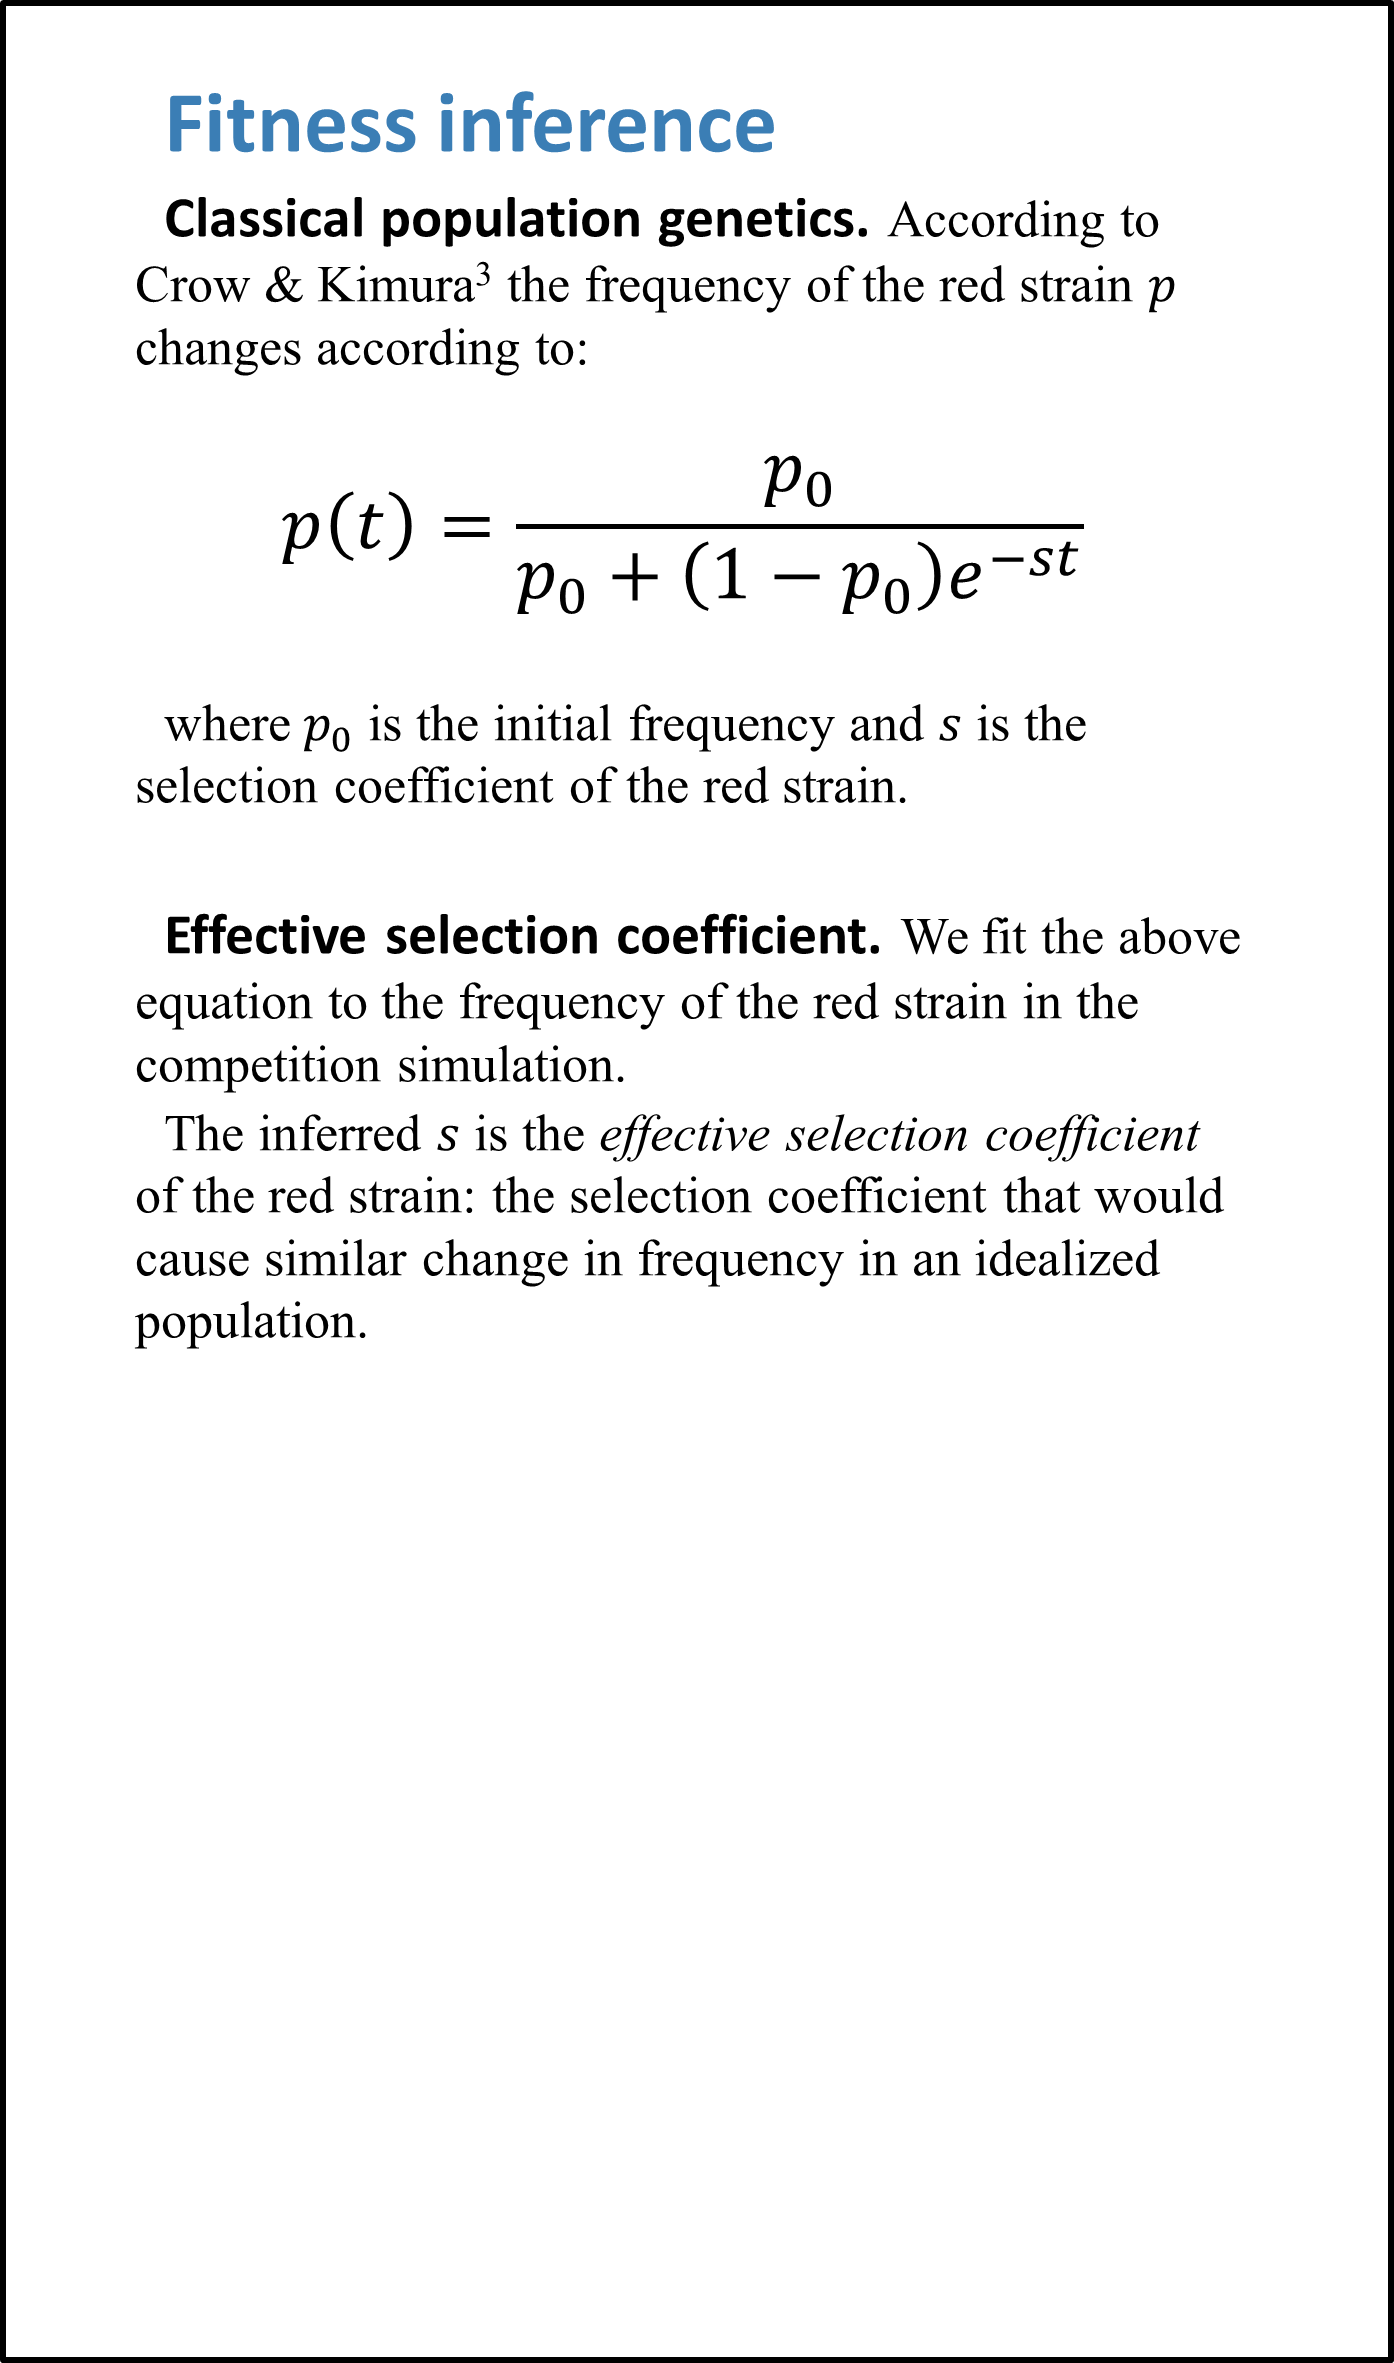 Fitness inference
Classical population genetics. According to
Crow & Kimura³ the frequency of the red strain p
changes according to:
p(t) = p₀ / (p₀ + (1 − p₀)e^{−st})
where p₀ is the initial frequency and s is the
selection coefficient of the red strain.
Effective selection coefficient. We fit the above
equation to the frequency of the red strain in the
competition simulation.
The inferred s is the effective selection coefficient
of the red strain: the selection coefficient that would
cause similar change in frequency in an idealized
population.